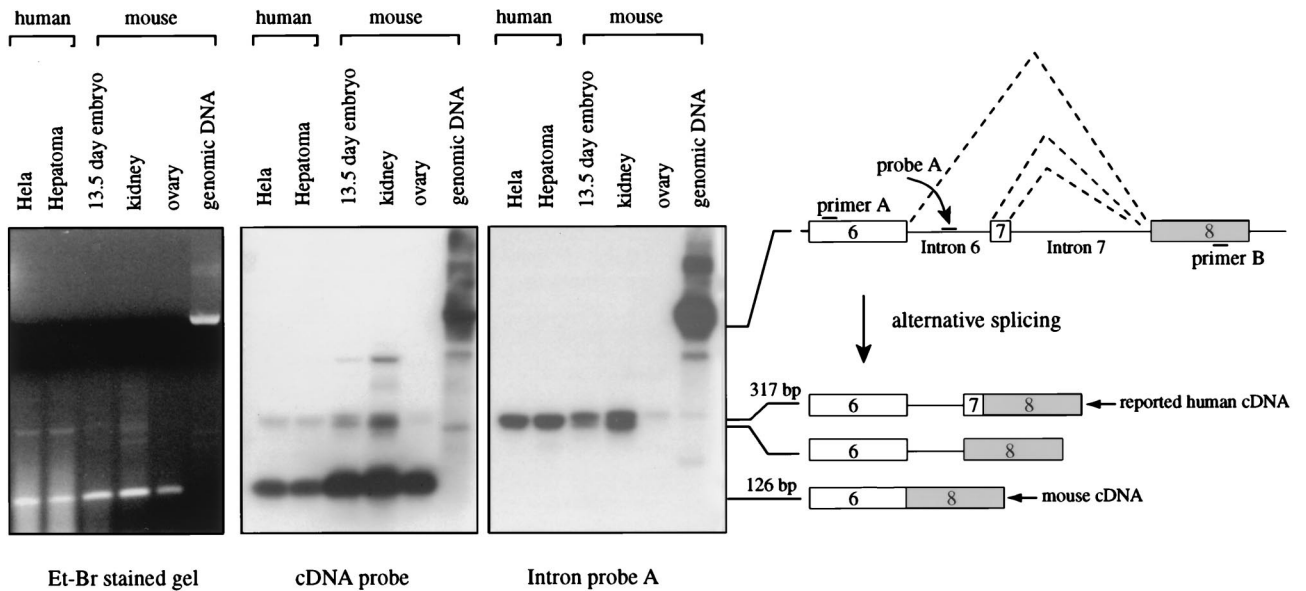 human mouse
Hela
Hepatoma
13.5 day embryo
kidney
ovary
genomic DNA
Et-Br stained gel
human mouse
Hela
Hepatoma
13.5 day embryo
kidney
ovary
genomic DNA
cDNA probe
human mouse
Hela
Hepatoma
13.5 day embryo
kidney
ovary
genomic DNA
Intron probe A
probe A
primer A
6 7 8
Intron 6 Intron 7
primer B
alternative splicing
317 bp
6 7 8 reported human cDNA
6 8
126 bp
6 8 mouse cDNA